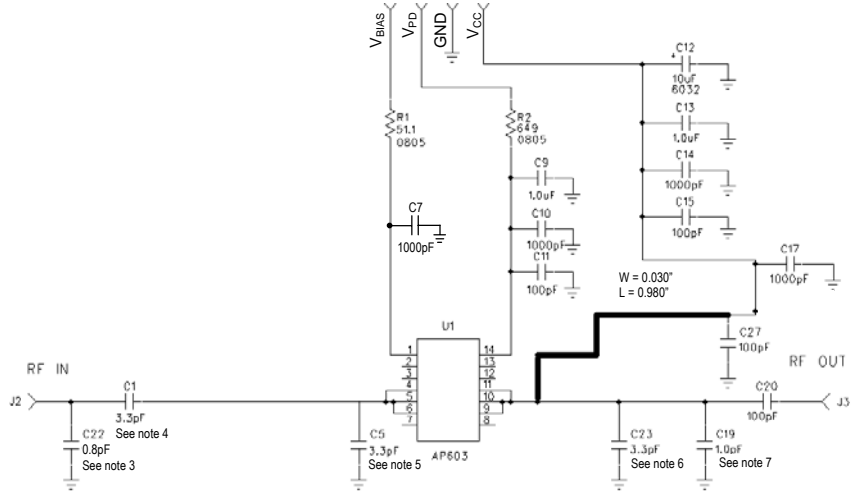 V_BIAS
V_PD
GND
V_CC
C12
+
10uF
6032
C13
1.0uF
C14
1000pF
C15
100pF
R1
51.1
0805
R2
649
0805
C9
1.0uF
C10
1000pF
C11
100pF
C7
1000pF
C17
1000pF
W = 0.030"
L = 0.980"
C27
100pF
U1
1
2
3
4
5
6
7
14
13
12
11
10
9
8
AP603
RF IN
J2
C1
3.3pF
See note 4
C22
0.8pF
See note 3
C5
3.3pF
See note 5
C23
3.3pF
See note 6
C19
1.0pF
See note 7
C20
100pF
RF OUT
J3